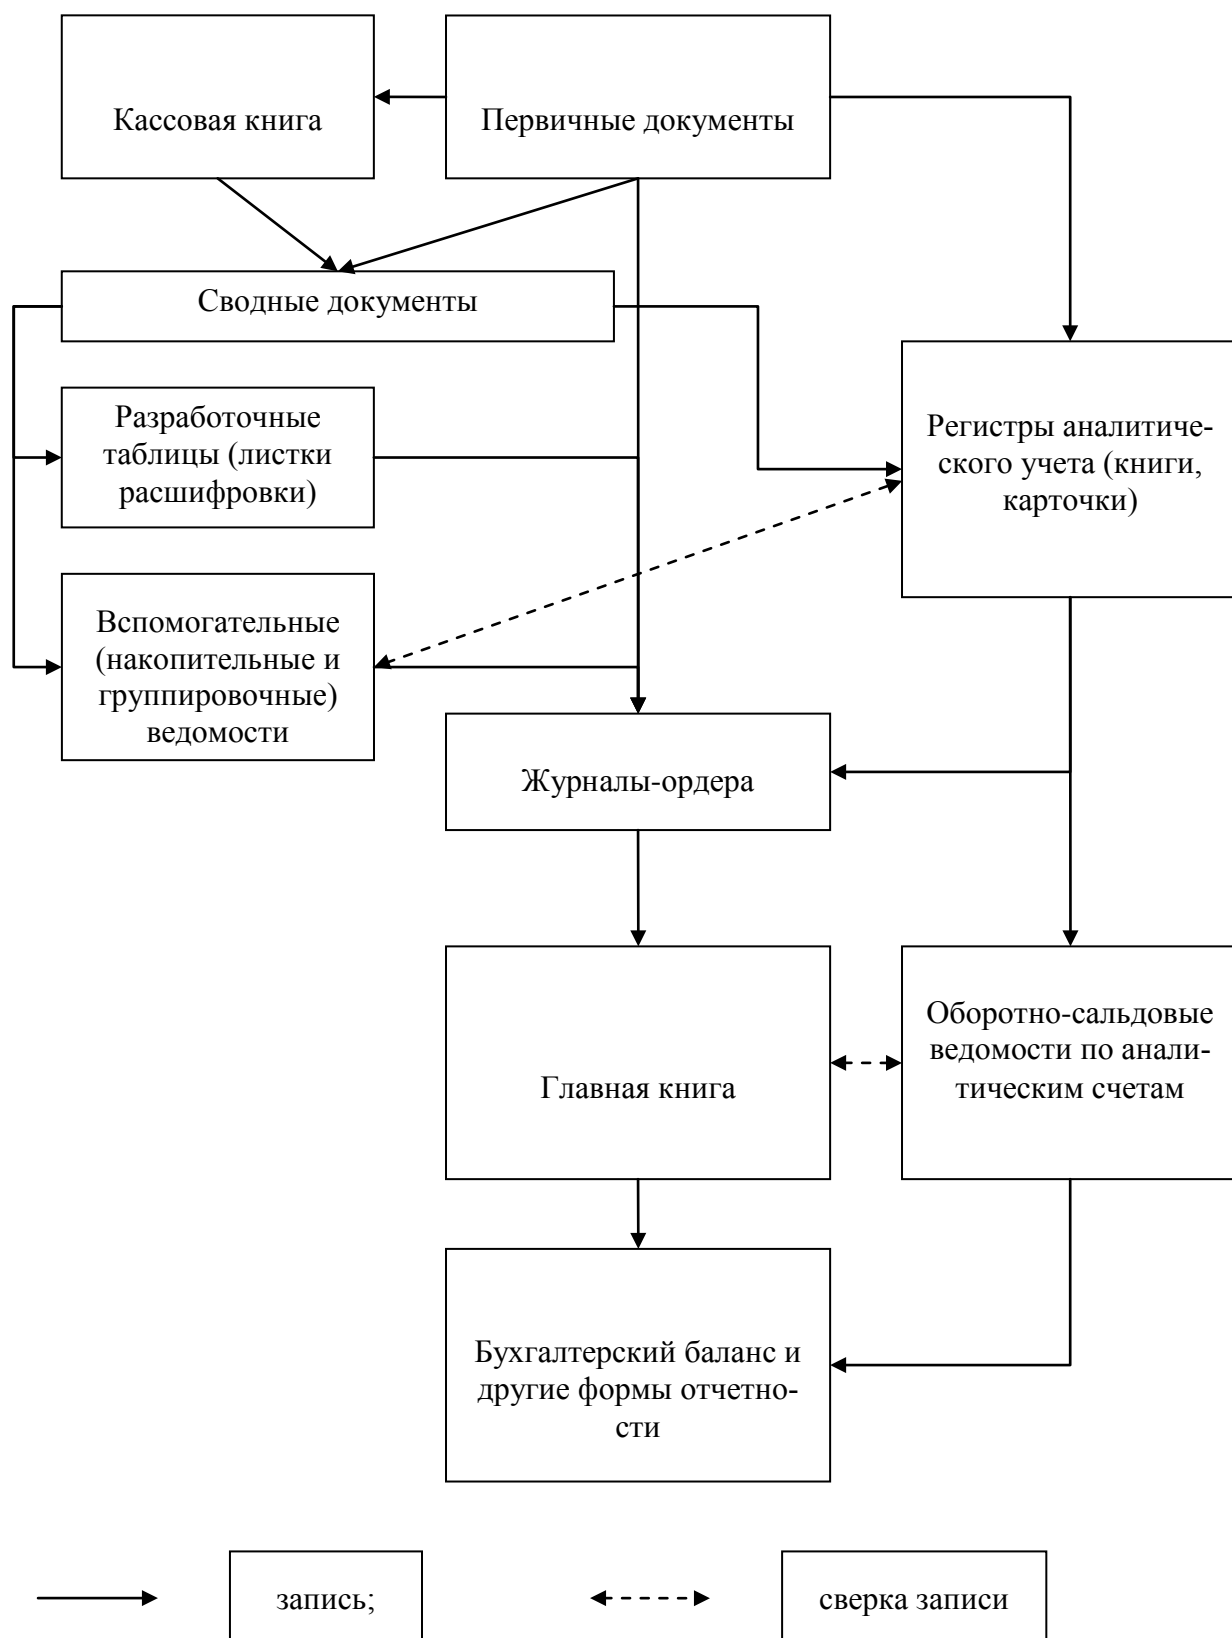 Кассовая книга
Первичные документы
Сводные документы
Разработочные
таблицы (листки
расшифровки)
Регистры аналитиче-
ского учета (книги,
карточки)
Вспомогательные
(накопительные и
группировочные)
ведомости
Журналы-ордера
Главная книга
Оборотно-сальдовые
ведомости по анали-
тическим счетам
Бухгалтерский баланс и
другие формы отчетно-
сти
запись;
сверка записи